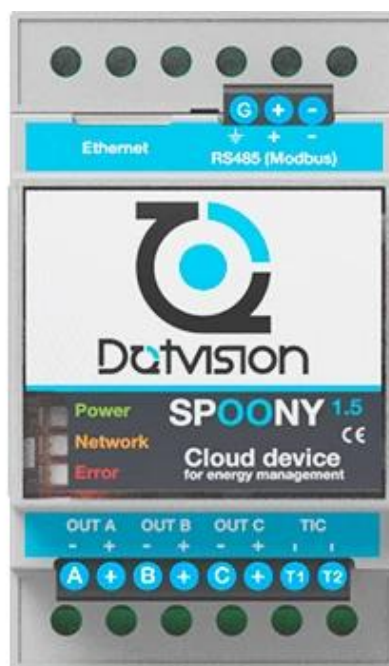 G + -
+ -
Ethernet
RS485 (Modbus)
Datvision
Power
SPOONY 1.5
CE
Network
Cloud device
Error
for energy management
OUT A OUT B OUT C TIC
- + - + - +
A + B + C + T1 T2